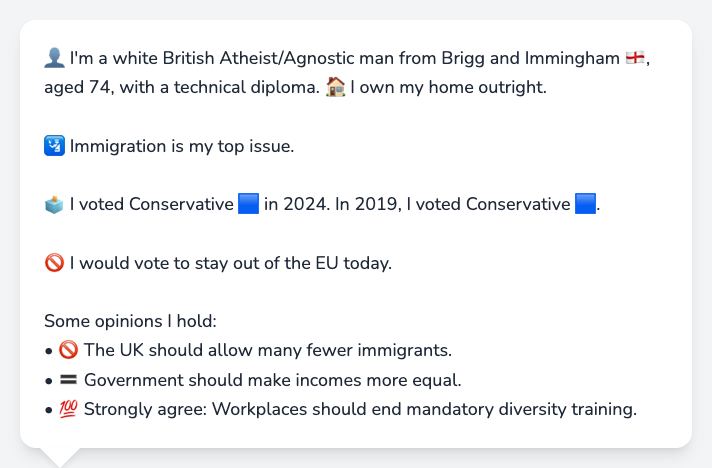 👤 I'm a white British Atheist/Agnostic man from Brigg and Immingham 🏴󠁧󠁢󠁥󠁮󠁧󠁿,
aged 74, with a technical diploma. 🏠 I own my home outright.
🛂 Immigration is my top issue.
🗳️ I voted Conservative 🟦 in 2024. In 2019, I voted Conservative 🟦.
🚫 I would vote to stay out of the EU today.
Some opinions I hold:
• 🚫 The UK should allow many fewer immigrants.
• 🟰 Government should make incomes more equal.
• 💯 Strongly agree: Workplaces should end mandatory diversity training.